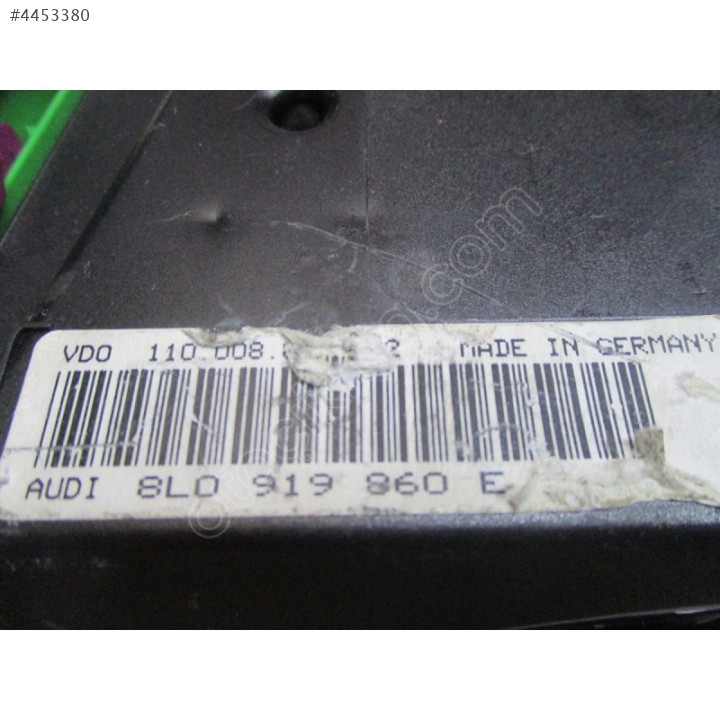 #4453380
VDO 110.008. MADE IN GERMANY
AUDI 8L0 919 860 E